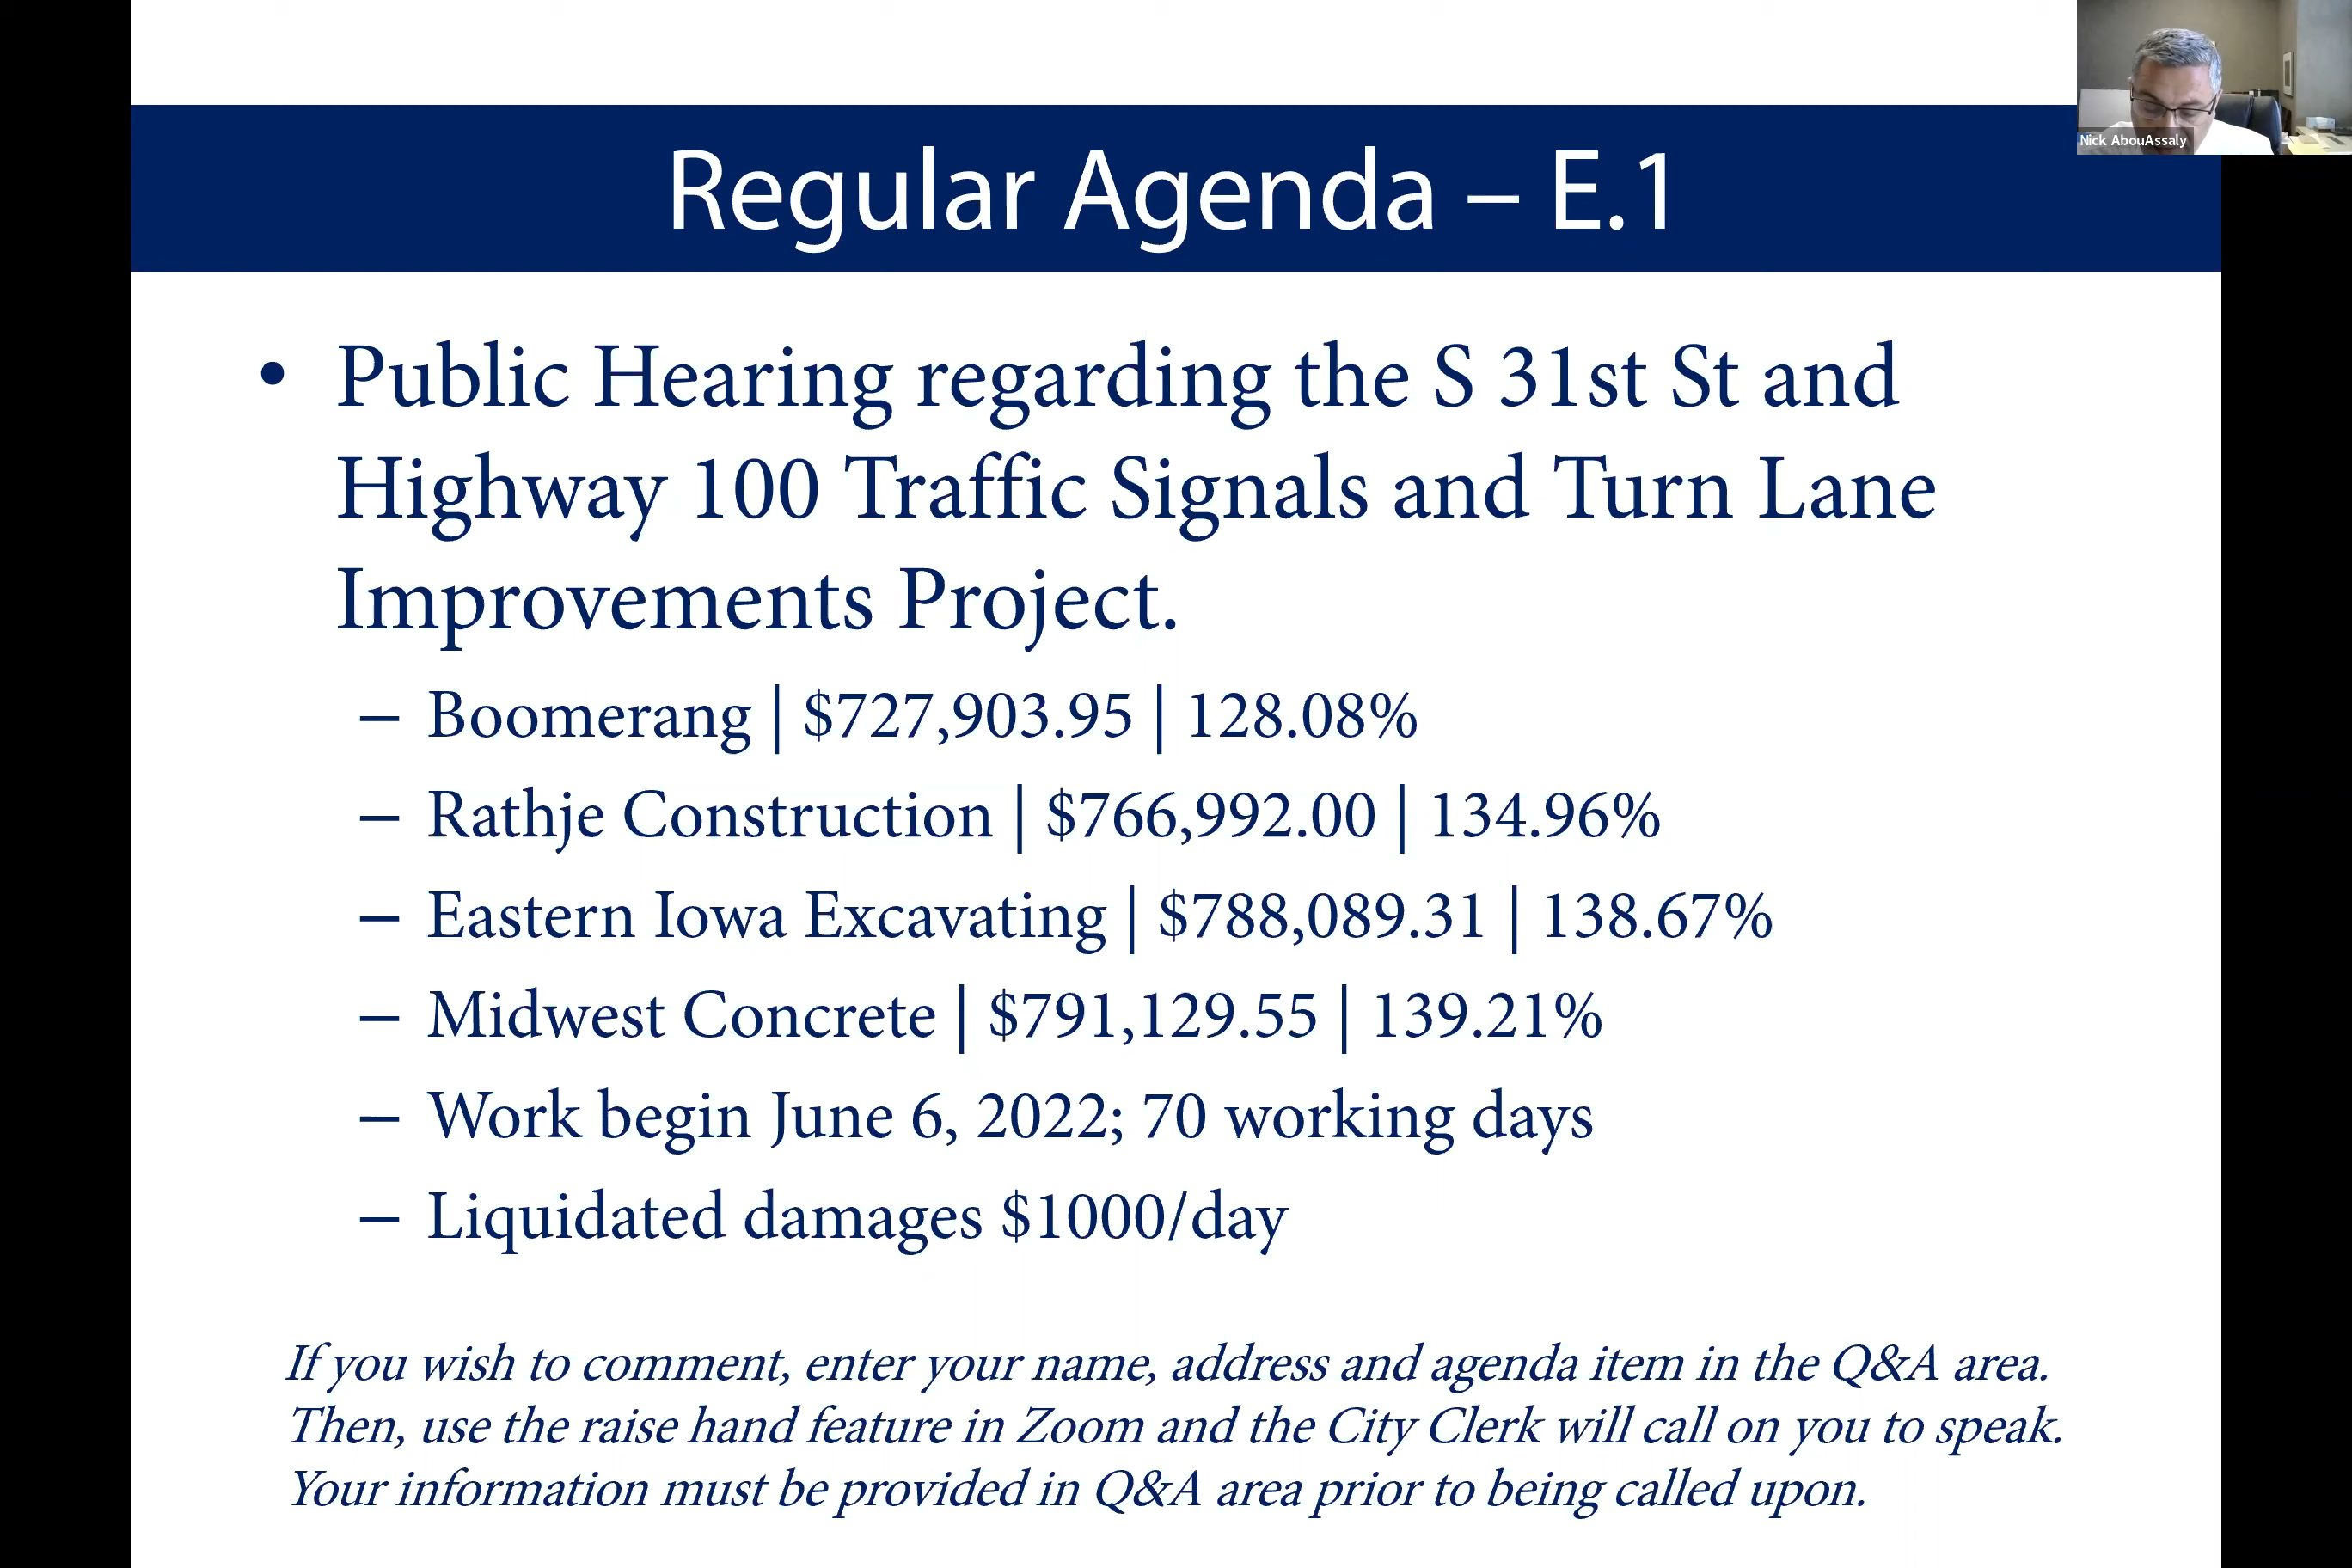 Nick AbouAssaly
Regular Agenda – E.1
• Public Hearing regarding the S 31st St and
Highway 100 Traffic Signals and Turn Lane
Improvements Project.
– Boomerang | $727,903.95 | 128.08%
– Rathje Construction | $766,992.00 | 134.96%
– Eastern Iowa Excavating | $788,089.31 | 138.67%
– Midwest Concrete | $791,129.55 | 139.21%
– Work begin June 6, 2022; 70 working days
– Liquidated damages $1000/day
If you wish to comment, enter your name, address and agenda item in the Q&A area.
Then, use the raise hand feature in Zoom and the City Clerk will call on you to speak.
Your information must be provided in Q&A area prior to being called upon.